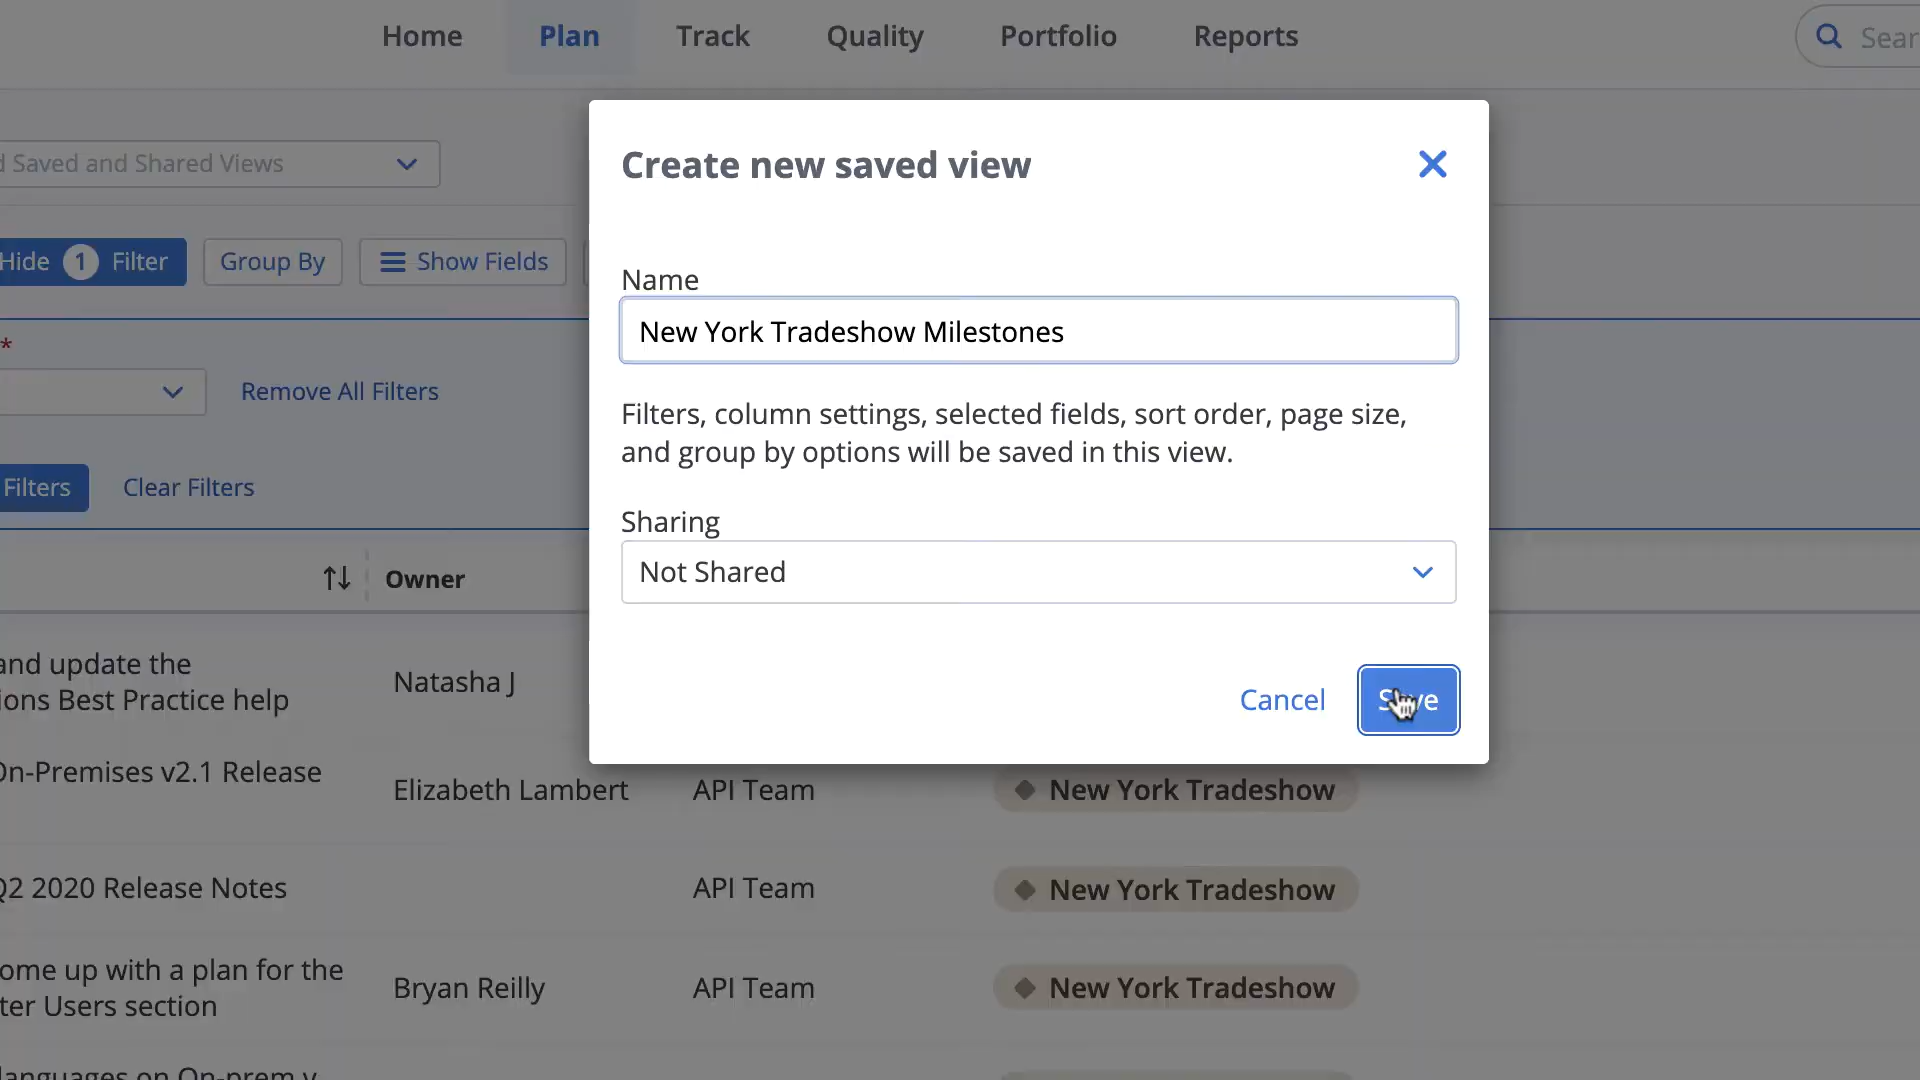 Home Plan Track Quality Portfolio Reports Sear
Saved and Shared Views
Create new saved view
Hide 1 Filter Group By Show Fields
Name
New York Tradeshow Milestones
*
Remove All Filters
Filters, column settings, selected fields, sort order, page size,
and group by options will be saved in this view.
Filters Clear Filters
Sharing
Not Shared
Owner
and update the
ions Best Practice help
Natasha J
Cancel Save
On-Premises v2.1 Release
Elizabeth Lambert API Team New York Tradeshow
Q2 2020 Release Notes API Team New York Tradeshow
ome up with a plan for the
ter Users section
Bryan Reilly API Team New York Tradeshow
languages on On-prem v